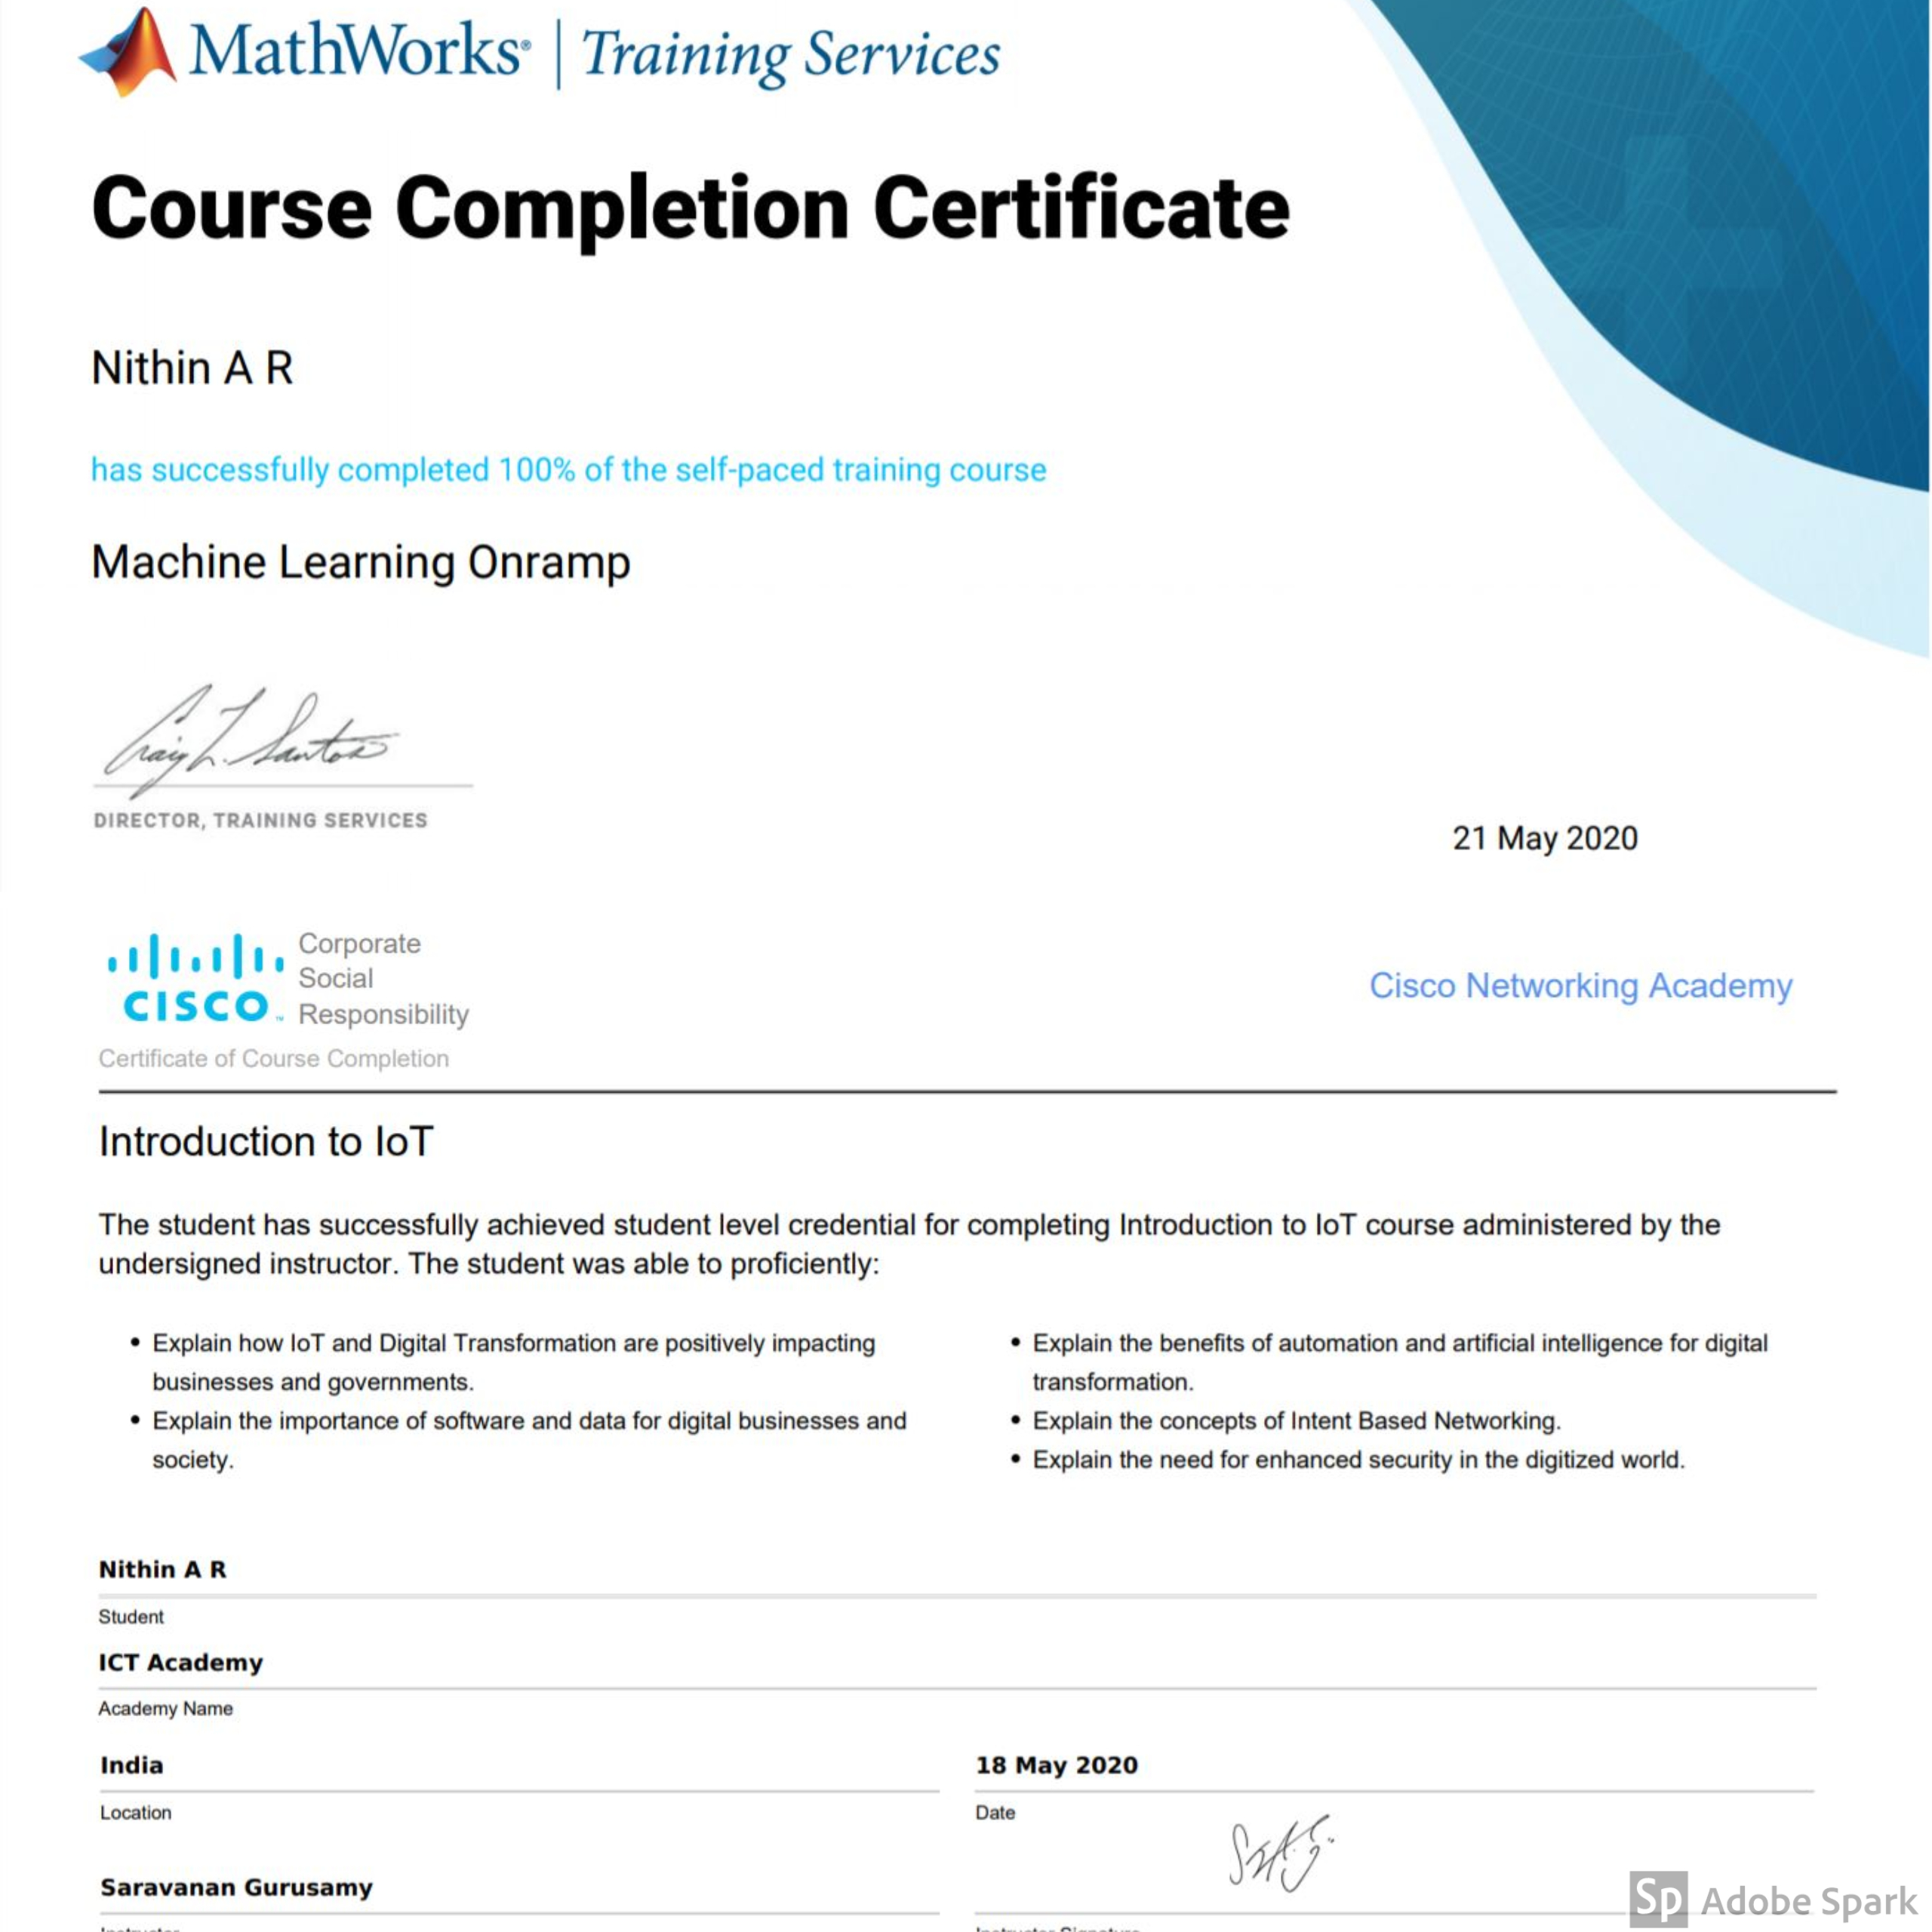 MathWorks® | Training Services
Course Completion Certificate
Nithin A R
has successfully completed 100% of the self-paced training course
Machine Learning Onramp
Craig L. Santos
DIRECTOR, TRAINING SERVICES
21 May 2020
CISCO™
Corporate
Social
Responsibility
Cisco Networking Academy
Certificate of Course Completion
Introduction to IoT
The student has successfully achieved student level credential for completing Introduction to IoT course administered by the
undersigned instructor. The student was able to proficiently:
• Explain how IoT and Digital Transformation are positively impacting
businesses and governments.
• Explain the importance of software and data for digital businesses and
society.
• Explain the benefits of automation and artificial intelligence for digital
transformation.
• Explain the concepts of Intent Based Networking.
• Explain the need for enhanced security in the digitized world.
Nithin A R
Student
ICT Academy
Academy Name
India
Location
18 May 2020
Date
Saravanan Gurusamy
Sp Adobe Spark